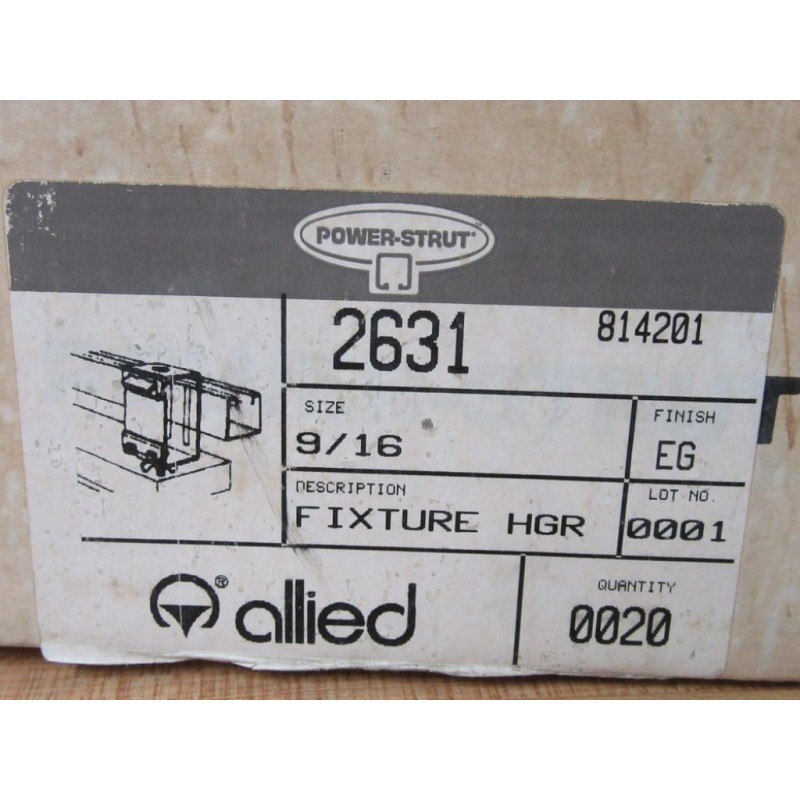 POWER-STRUT®
2631 814201
SIZE
9/16
FINISH
EG
DESCRIPTION
FIXTURE HGR
LOT NO.
0001
® allied
QUANTITY
0020